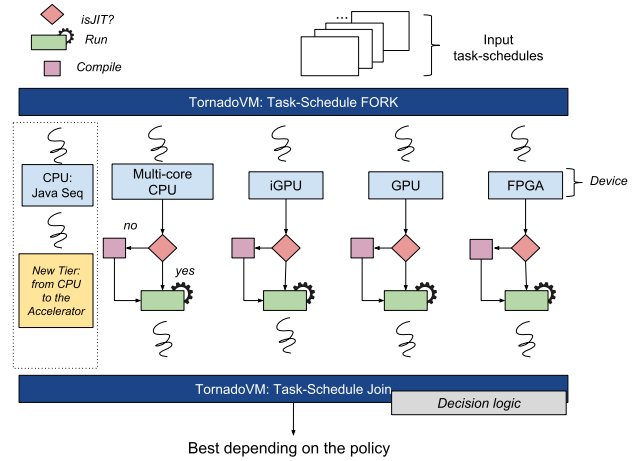 isJIT?
Run
Compile
...
Input
task-schedules
TornadoVM: Task-Schedule FORK
CPU:
Java Seq
Multi-core
CPU
iGPU
GPU
FPGA
Device
no
yes
New Tier:
from CPU
to the
Accelerator
TornadoVM: Task-Schedule Join
Decision logic
Best depending on the policy